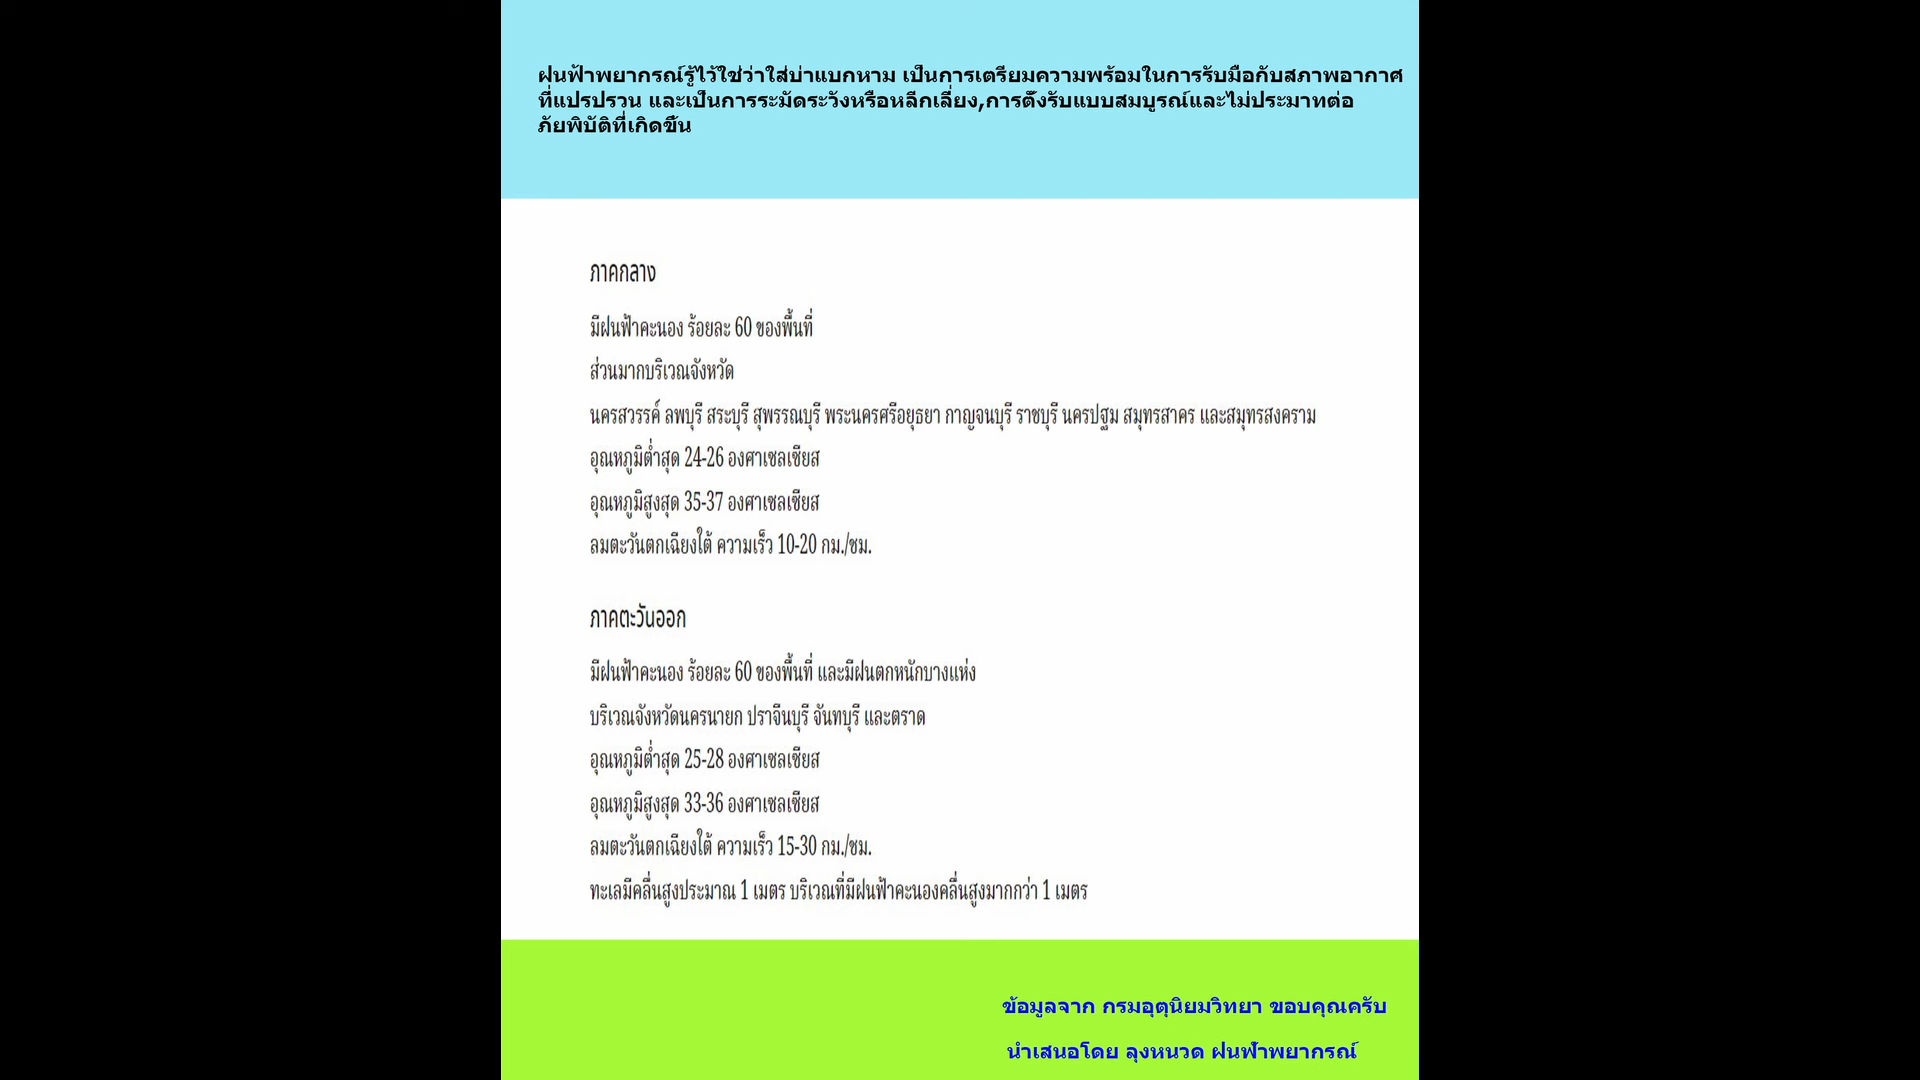 ฝนฟ้าพยากรณ์รู้ไว้ใช่ว่าใส่บ่าแบกหาม เป็นการเตรียมความพร้อมในการรับมือกับสภาพอากาศ
ที่แปรปรวน และเป็นการระมัดระวังหรือหลีกเลี่ยง,การตั้งรับแบบสมบูรณ์และไม่ประมาทต่อ
ภัยพิบัติที่เกิดขึ้น
ภาคกลาง
มีฝนฟ้าคะนอง ร้อยละ 60 ของพื้นที่
ส่วนมากบริเวณจังหวัด
นครสวรรค์ ลพบุรี สระบุรี สุพรรณบุรี พระนครศรีอยุธยา กาญจนบุรี ราชบุรี นครปฐม สมุทรสาคร และสมุทรสงคราม
อุณหภูมิต่ำสุด 24-26 องศาเซลเซียส
อุณหภูมิสูงสุด 35-37 องศาเซลเซียส
ลมตะวันตกเฉียงใต้ ความเร็ว 10-20 กม./ชม.
ภาคตะวันออก
มีฝนฟ้าคะนอง ร้อยละ 60 ของพื้นที่ และมีฝนตกหนักบางแห่ง
บริเวณจังหวัดนครนายก ปราจีนบุรี จันทบุรี และตราด
อุณหภูมิต่ำสุด 25-28 องศาเซลเซียส
อุณหภูมิสูงสุด 33-36 องศาเซลเซียส
ลมตะวันตกเฉียงใต้ ความเร็ว 15-30 กม./ชม.
ทะเลมีคลื่นสูงประมาณ 1 เมตร บริเวณที่มีฝนฟ้าคะนองคลื่นสูงมากกว่า 1 เมตร
ข้อมูลจาก กรมอุตุนิยมวิทยา ขอบคุณครับ
นำเสนอโดย ลุงหนวด ฝนฟ้าพยากรณ์